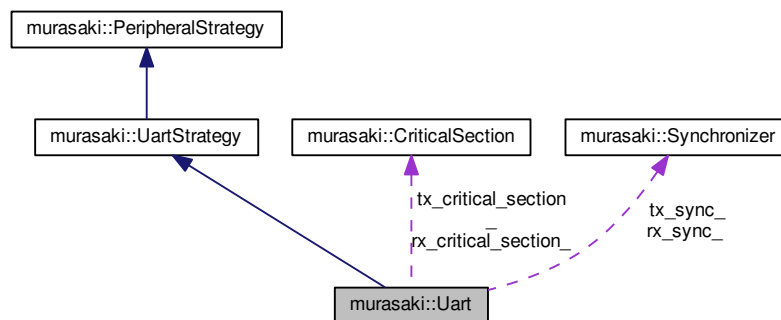 murasaki::PeripheralStrategy
murasaki::UartStrategy
murasaki::CriticalSection
murasaki::Synchronizer
tx_critical_section
_
rx_critical_section_
tx_sync_
rx_sync_
murasaki::Uart